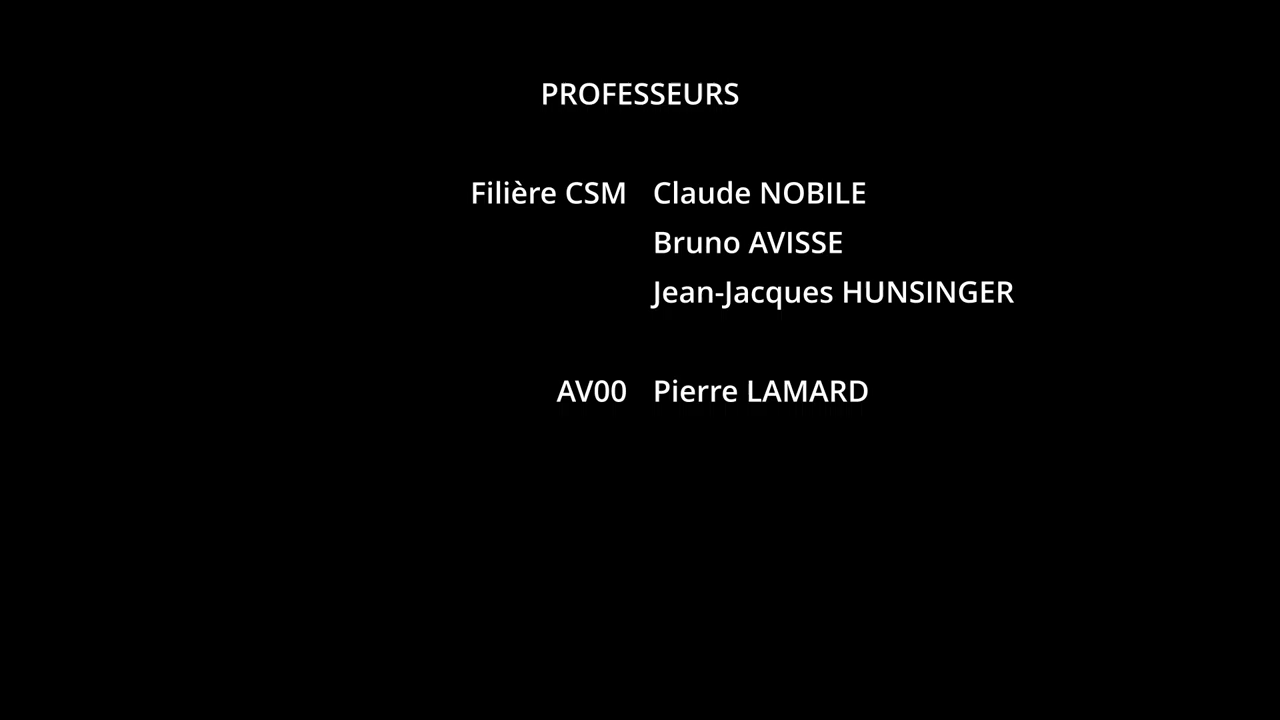 PROFESSEURS
Filière CSM Claude NOBILE
Bruno AVISSE
Jean-Jacques HUNSINGER
AV00 Pierre LAMARD